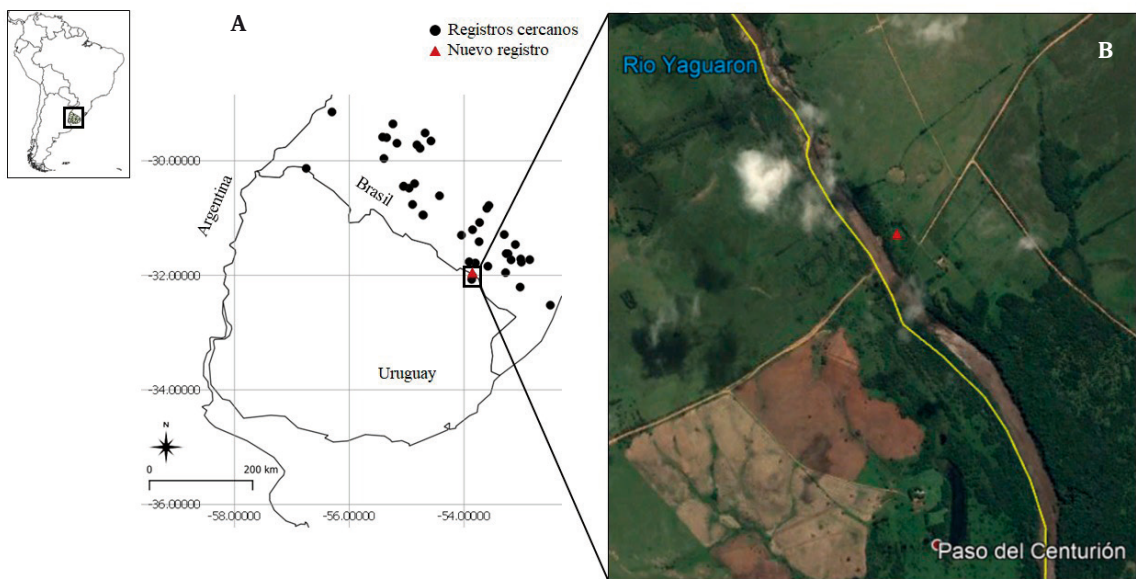 A
Registros cercanos
Nuevo registro
B
Rio Yaguaron
-30.00000
Argentina
Brasil
-32.00000
Uruguay
-34.00000
N
0
200 km
-36.00000
-58.00000
-56.00000
-54.00000
Paso del Centurión